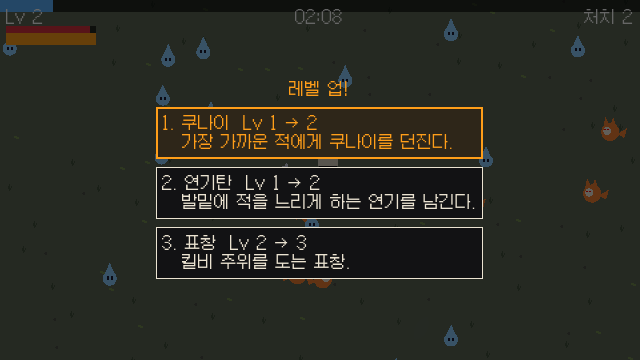 Lv 2
02:08
처치 2
레벨 업!
1. 쿠나이 Lv 1 → 2
가장 가까운 적에게 쿠나이를 던진다.
2. 연기탄 Lv 1 → 2
발밑에 적을 느리게 하는 연기를 남긴다.
3. 표창 Lv 2 → 3
킬비 주위를 도는 표창.